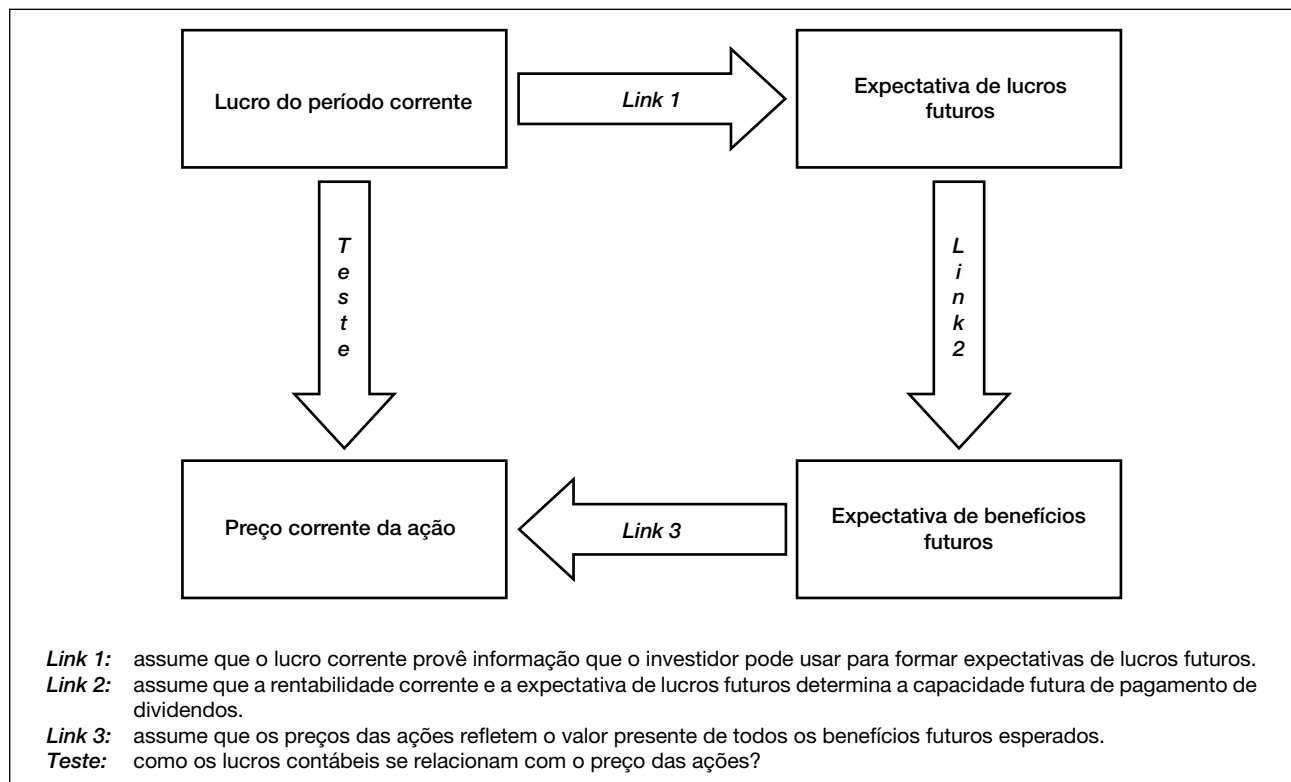 Lucro do período corrente
Link 1
Expectativa de lucros
futuros
Teste
Link2
Preço corrente da ação
Link 3
Expectativa de benefícios
futuros
Link 1: assume que o lucro corrente provê informação que o investidor pode usar para formar expectativas de lucros futuros.
Link 2: assume que a rentabilidade corrente e a expectativa de lucros futuros determina a capacidade futura de pagamento de
dividendos.
Link 3: assume que os preços das ações refletem o valor presente de todos os benefícios futuros esperados.
Teste: como os lucros contábeis se relacionam com o preço das ações?